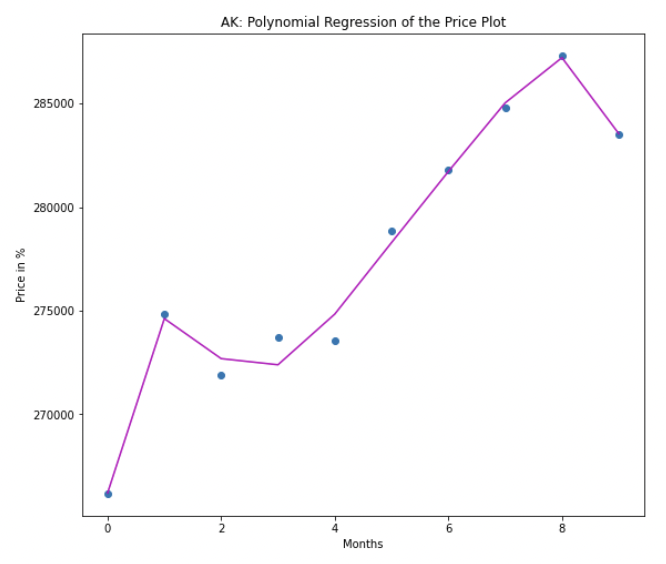 AK: Polynomial Regression of the Price Plot
285000
280000
275000
270000
Price in %
0 2 4 6 8
Months